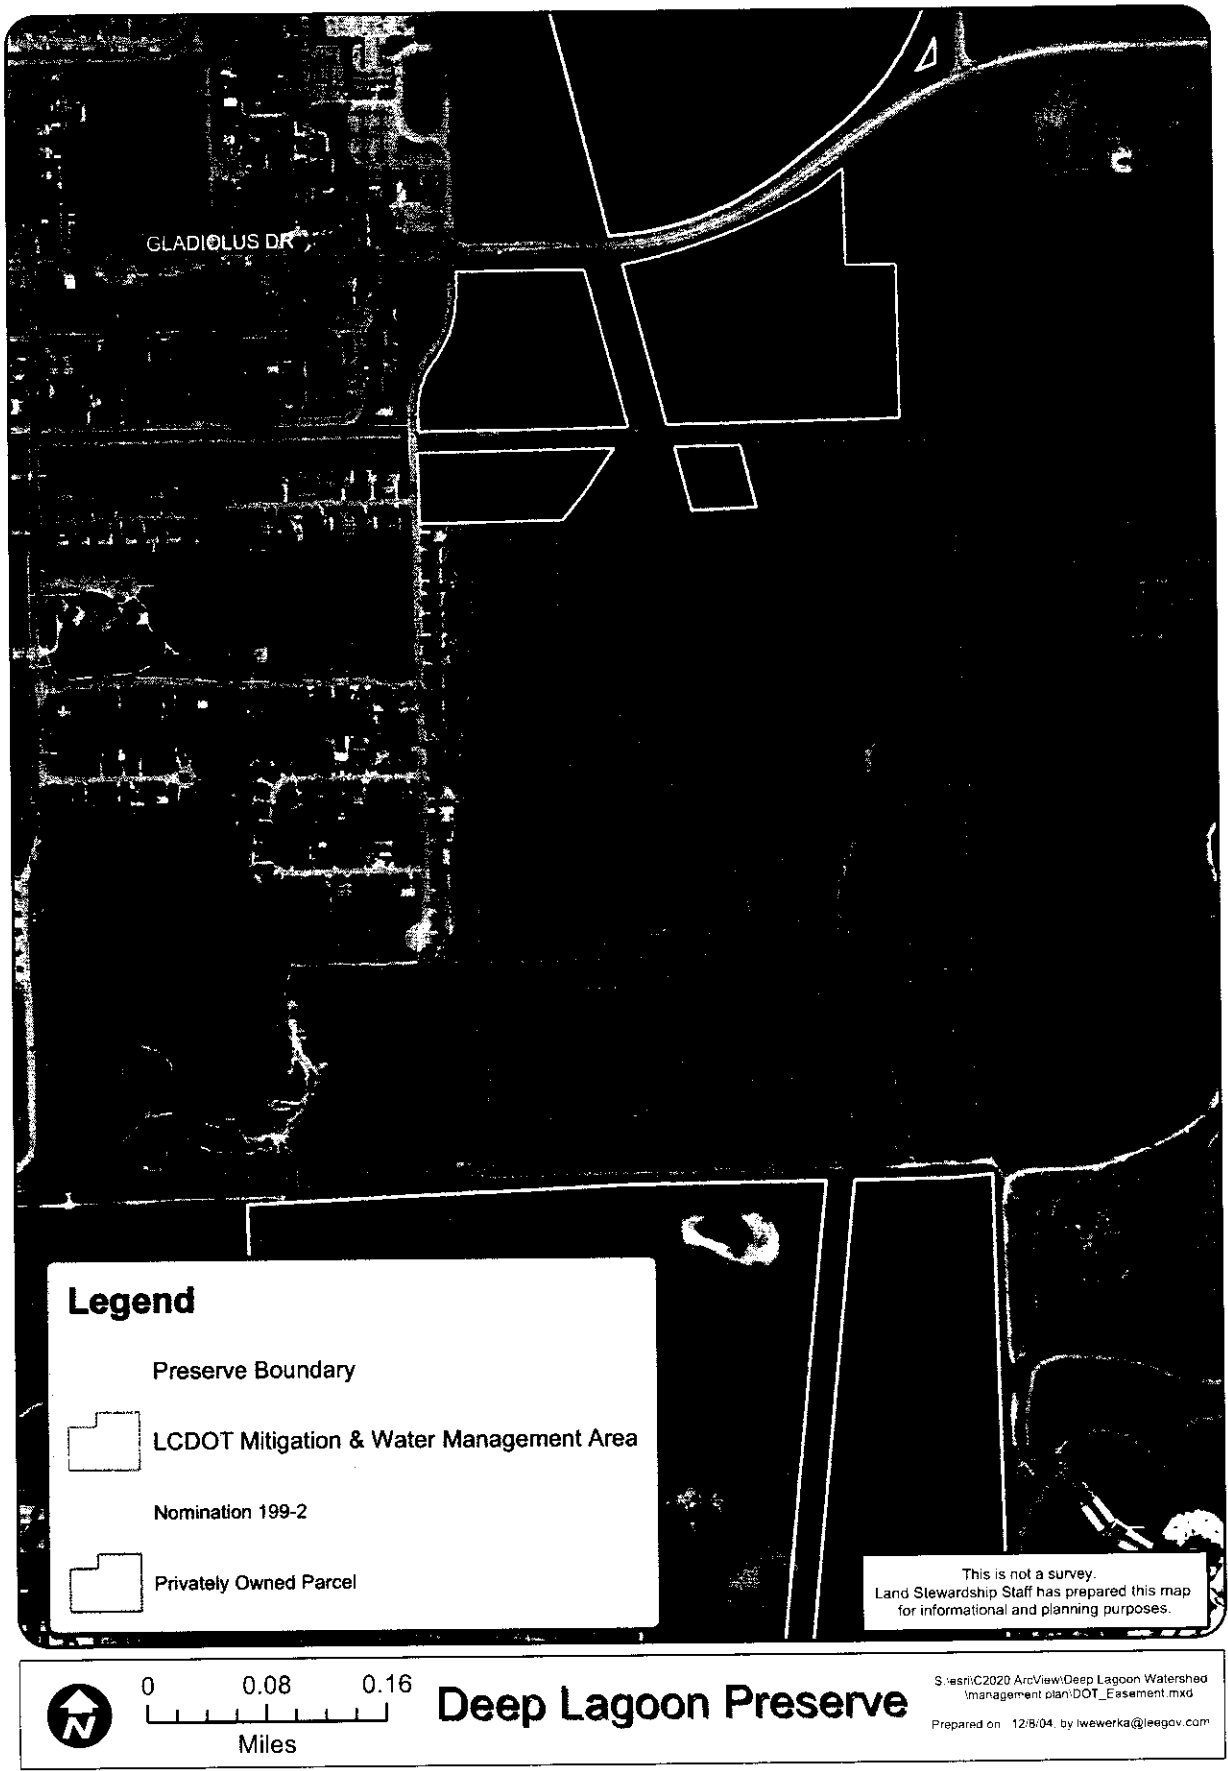 GLADIOLUS DR
Legend
Preserve Boundary
LCDOT Mitigation & Water Management Area
Nomination 199-2
Privately Owned Parcel
This is not a survey.
Land Stewardship Staff has prepared this map
for informational and planning purposes.
0 0.08 0.16
Miles
N
Deep Lagoon Preserve
S:\esri\C2020 ArcView\Deep Lagoon Watershed
\management plan\DOT_Easement.mxd
Prepared on 12/8/04 by lwewerka@leegov.com